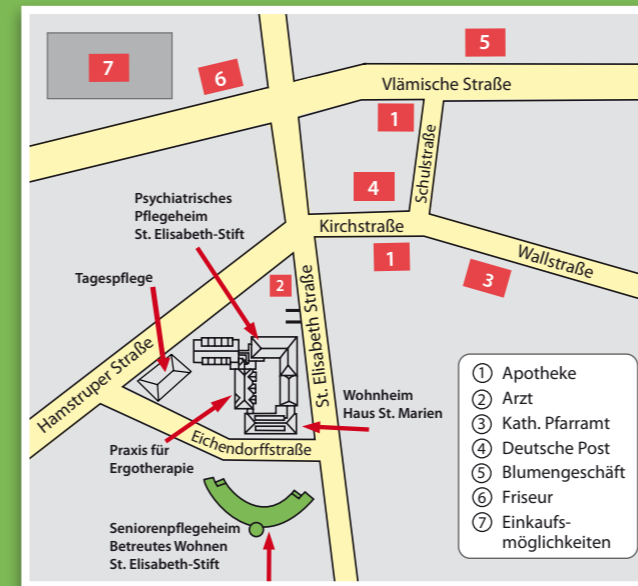 7
6
5
Vlämische Straße
1
Schulstraße
4
Psychiatrisches
Pflegeheim
St. Elisabeth-Stift
Kirchstraße
1
Wallstraße
3
Tagespflege
2
St. Elisabeth Straße
Hamstruper Straße
Wohnheim
Haus St. Marien
Praxis für
Ergotherapie
Eichendorffstraße
Seniorenpflegeheim
Betreutes Wohnen
St. Elisabeth-Stift
1 Apotheke
2 Arzt
3 Kath. Pfarramt
4 Deutsche Post
5 Blumengeschäft
6 Friseur
7 Einkaufs-
möglichkeiten